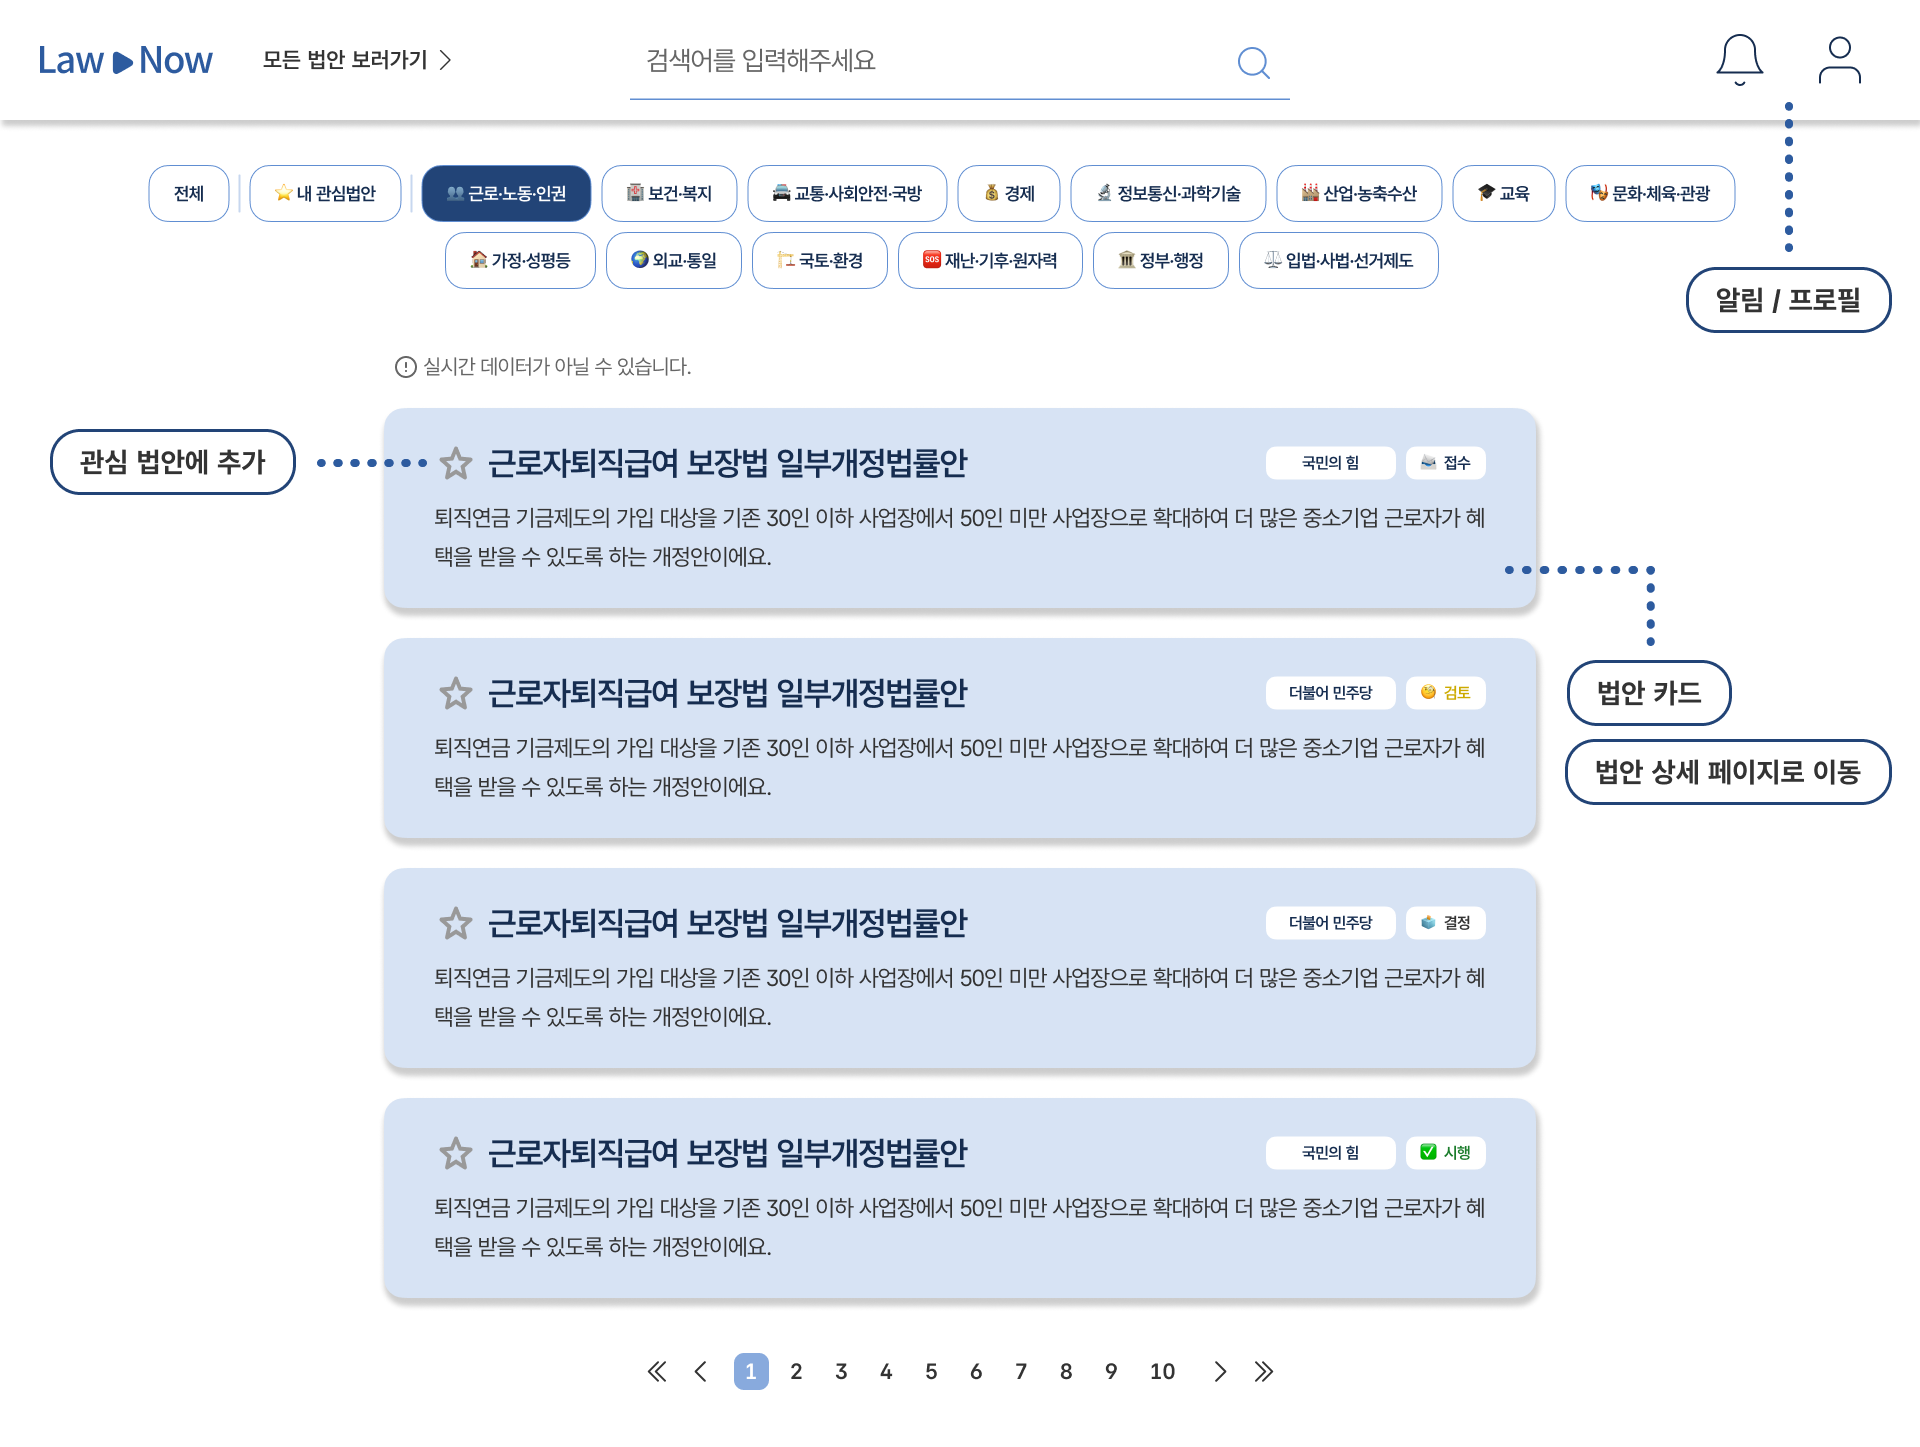 Law Now
모든 법안 보러가기
검색어를 입력해주세요
전체
내 관심법안
근로·노동·인권
보건·복지
교통·사회안전·국방
경제
정보통신·과학기술
산업·농축수산
교육
문화·체육·관광
가정·성평등
외교·통일
국토·환경
SOS 재난·기후·원자력
정부·행정
입법·사법·선거제도
알림 / 프로필
실시간 데이터가 아닐 수 있습니다.
관심 법안에 추가
근로자퇴직급여 보장법 일부개정법률안
국민의 힘
접수
퇴직연금 기금제도의 가입 대상을 기존 30인 이하 사업장에서 50인 미만 사업장으로 확대하여 더 많은 중소기업 근로자가 혜
택을 받을 수 있도록 하는 개정안이에요.
근로자퇴직급여 보장법 일부개정법률안
더불어 민주당
검토
퇴직연금 기금제도의 가입 대상을 기존 30인 이하 사업장에서 50인 미만 사업장으로 확대하여 더 많은 중소기업 근로자가 혜
택을 받을 수 있도록 하는 개정안이에요.
법안 카드
법안 상세 페이지로 이동
근로자퇴직급여 보장법 일부개정법률안
더불어 민주당
결정
퇴직연금 기금제도의 가입 대상을 기존 30인 이하 사업장에서 50인 미만 사업장으로 확대하여 더 많은 중소기업 근로자가 혜
택을 받을 수 있도록 하는 개정안이에요.
근로자퇴직급여 보장법 일부개정법률안
국민의 힘
시행
퇴직연금 기금제도의 가입 대상을 기존 30인 이하 사업장에서 50인 미만 사업장으로 확대하여 더 많은 중소기업 근로자가 혜
택을 받을 수 있도록 하는 개정안이에요.
1 2 3 4 5 6 7 8 9 10